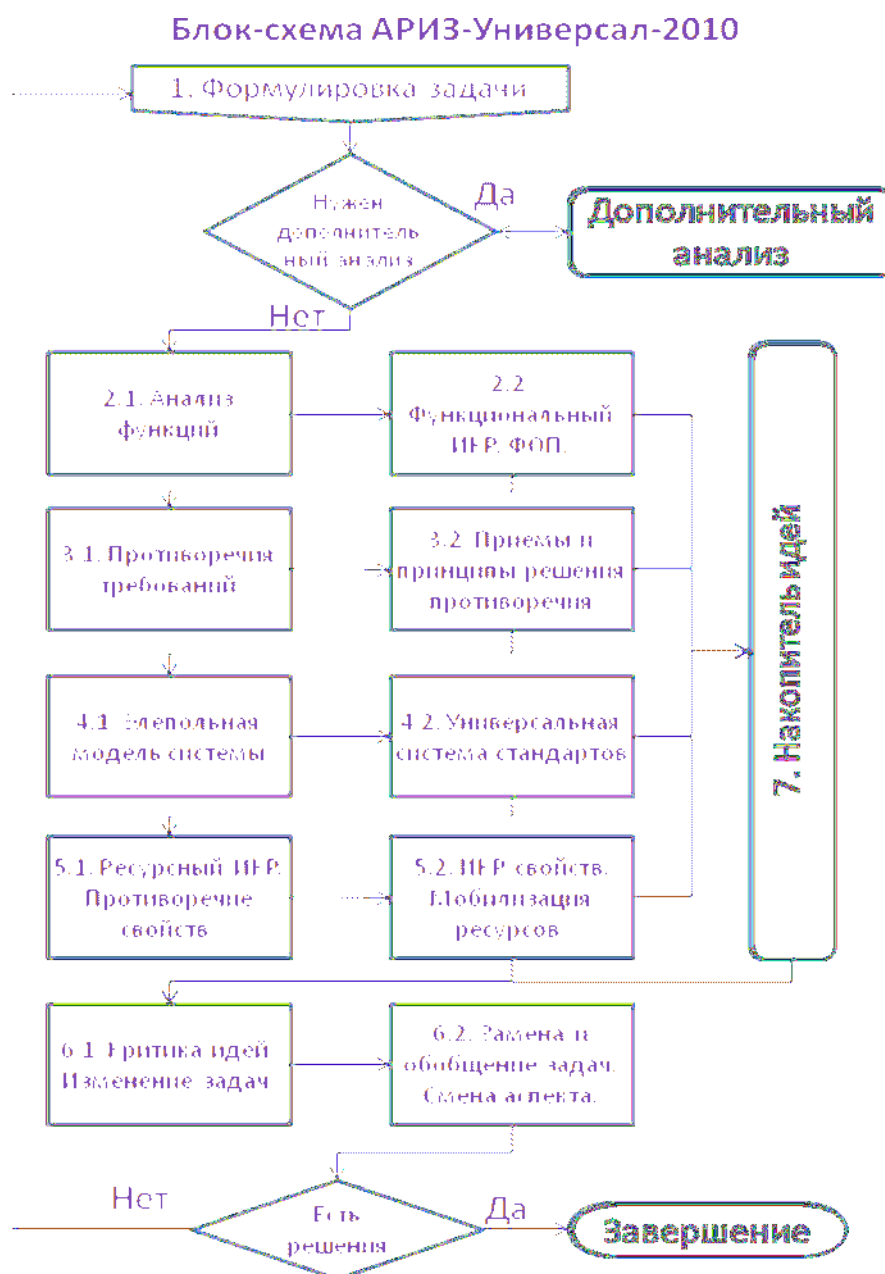 Блок-схема АРИЗ-Универсал-2010
1. Формулировка задачи
Нужен
дополнитель
ный анализ
Да
Дополнительный
анализ
Нет
2.1. Анализ
функций
2.2
Функциональный
ИКР. ФОП.
3.1. Противоречия
требований
3.2 Приемы и
принципы решения
противоречия
4.1 Элепольная
модель системы
4.2. Универсальная
система стандартов
5.1. Ресурсный ИКР.
Противоречие
свойств
5.2. ИКР свойств.
Мобилизация
ресурсов
7. Накопитель идей
6.1 Критика идей
Изменение задач
6.2. Замена и
обобщение задач.
Смена аспекта.
Нет
Есть
решения
Да
Завершение